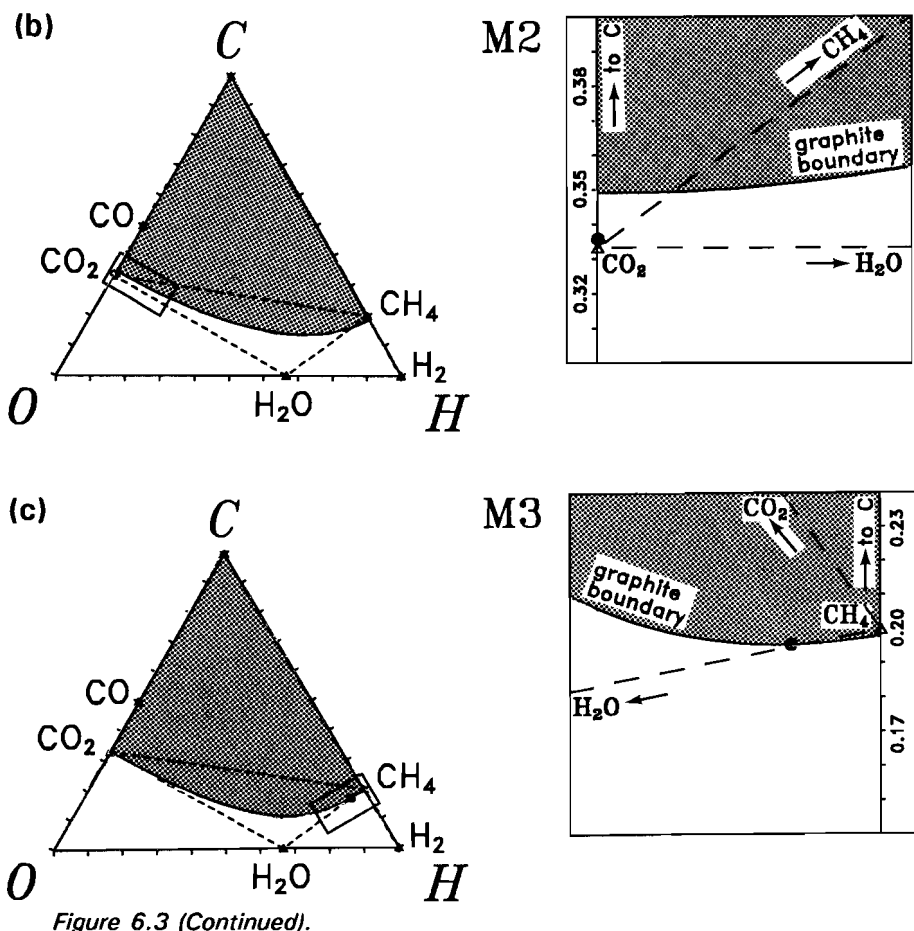 (b)
C
CO
CO₂
CH₄
H₂
O
H₂O
H
M2
to C
CH₄
0.38
graphite
boundary
0.35
CO₂
H₂O
0.32
(c)
C
CO
CO₂
CH₄
H₂
O
H₂O
H
M3
CO₂
to C
0.23
graphite
boundary
CH₄
0.20
H₂O
0.17
Figure 6.3 (Continued).